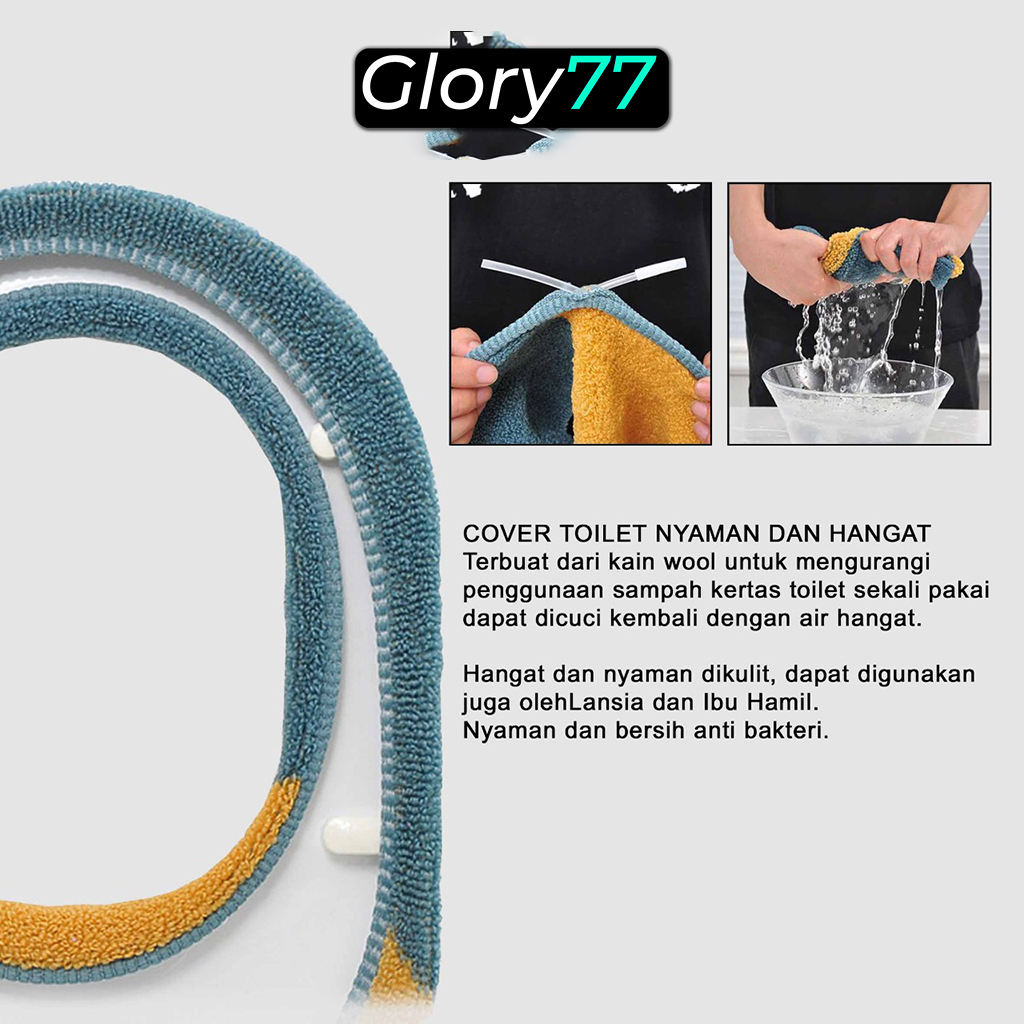 Glory77
COVER TOILET NYAMAN DAN HANGAT
Terbuat dari kain wool untuk mengurangi
penggunaan sampah kertas toilet sekali pakai
dapat dicuci kembali dengan air hangat.
Hangat dan nyaman dikulit, dapat digunakan
juga olehLansia dan Ibu Hamil.
Nyaman dan bersih anti bakteri.